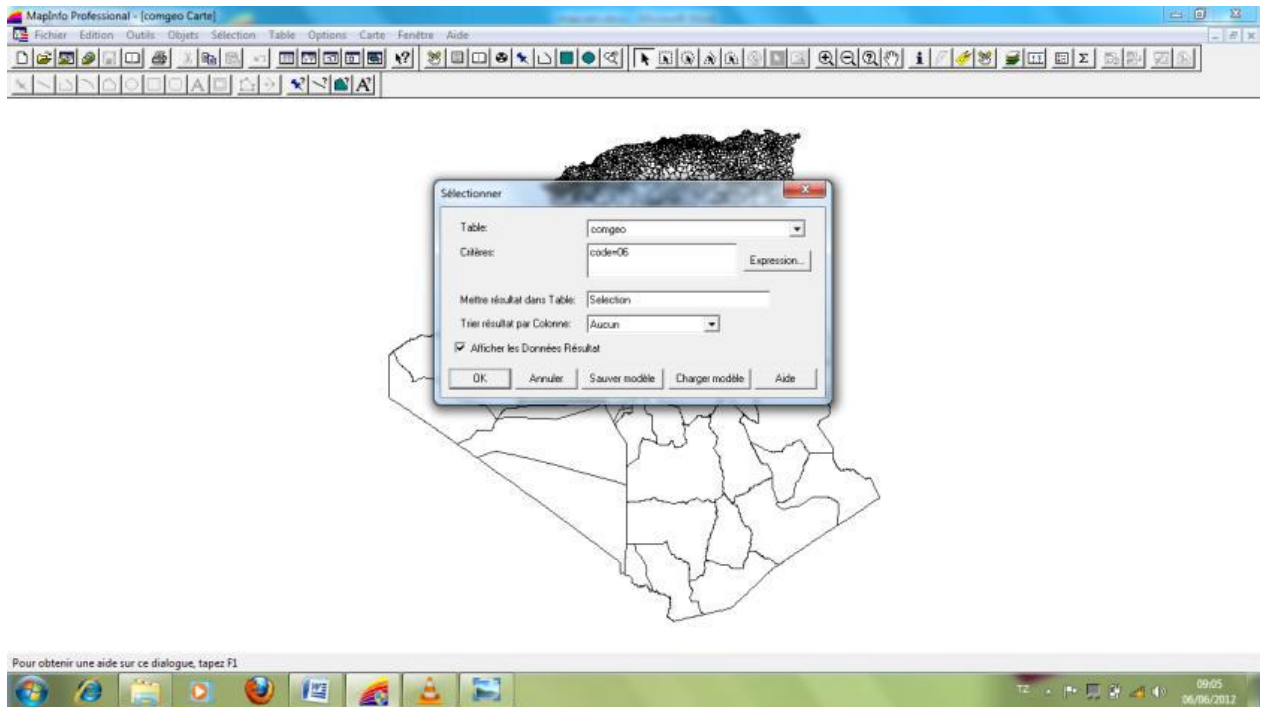 MapInfo Professional - [comgeo Carte]
Fichier Edition Outils Objets Sélection Table Options Carte Fenêtre Aide
Sélectionner
Table: comgeo
Critères: code=06
Expression...
Mettre résultat dans Table: Selection
Trier résultat par Colonne: Aucun
Afficher les Données Résultat
OK Annuler Sauver modèle Charger modèle Aide
Pour obtenir une aide sur ce dialogue, tapez F1
TZ
09:05
06/06/2012